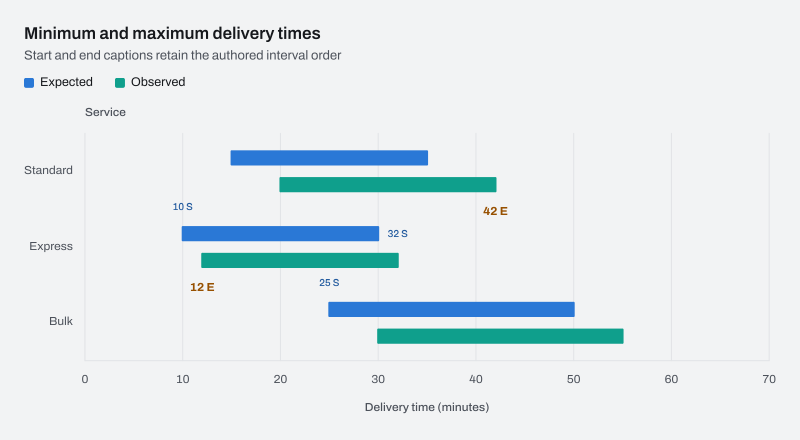 Minimum and maximum delivery times
Start and end captions retain the authored interval order
Expected Observed
Service
Standard
10 S
42 E
32 S
Express
25 S
12 E
Bulk
0 10 20 30 40 50 60 70
Delivery time (minutes)